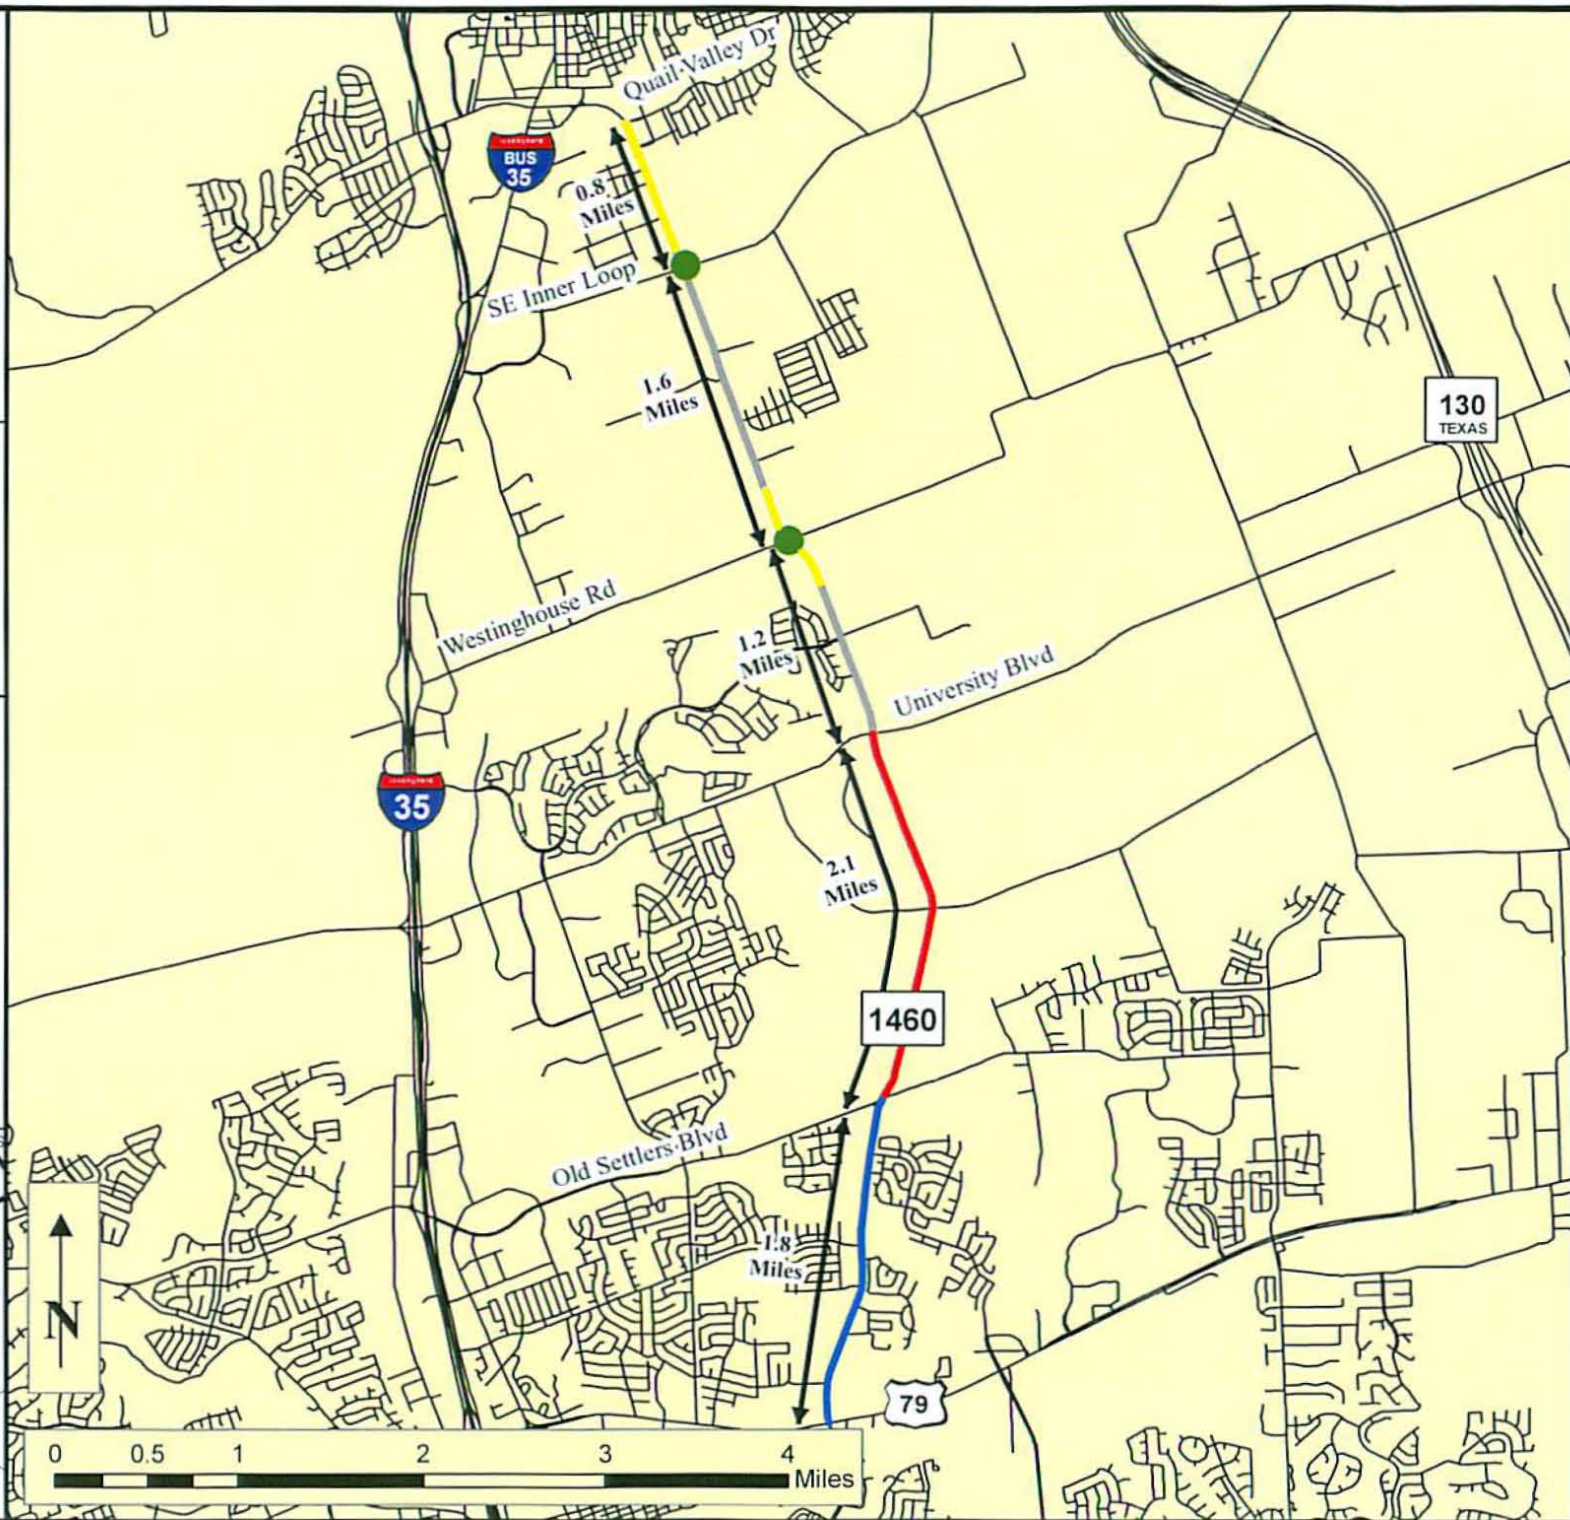 Quail Valley Dr
BUS
35
0.8
Miles
SE Inner Loop
1.6
Miles
130
TEXAS
Westinghouse Rd
1.2
Miles
University Blvd
35
2.1
Miles
1460
Old Settlers Blvd
1.8
Miles
N
79
0 0.5 1 2 3 4
Miles